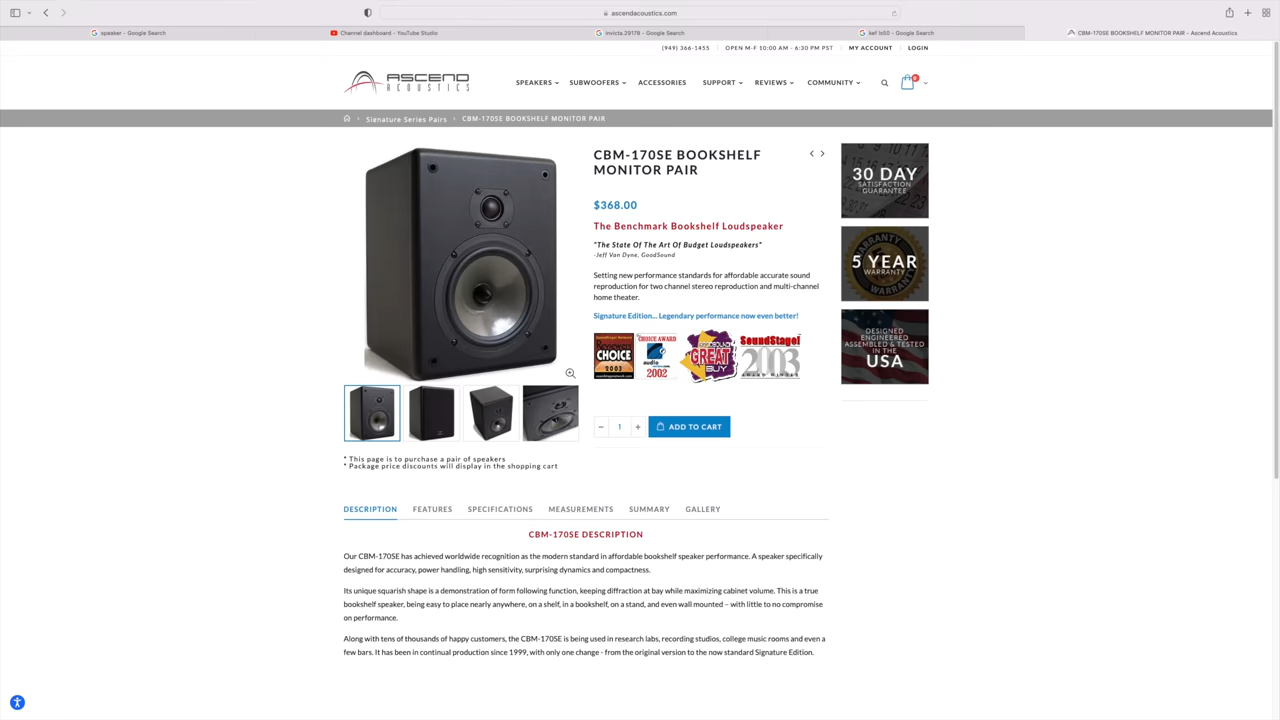 ascendacoustics.com
speaker - Google Search
Channel dashboard - YouTube Studio
invicta.29178 - Google Search
kef ls50 - Google Search
CBM-170SE BOOKSHELF MONITOR PAIR – Ascend Acoustics
(949) 366-1455
OPEN M-F 10:00 AM - 6:30 PM PST
MY ACCOUNT
LOGIN
ASCEND
ACOUSTICS
SPEAKERS
SUBWOOFERS
ACCESSORIES
SUPPORT
REVIEWS
COMMUNITY
0
Signature Series Pairs
CBM-170SE BOOKSHELF MONITOR PAIR
CBM-170SE BOOKSHELF
MONITOR PAIR
$368.00
The Benchmark Bookshelf Loudspeaker
"The State Of The Art Of Budget Loudspeakers"
-Jeff Van Dyne, GoodSound
Setting new performance standards for affordable accurate sound
reproduction for two channel stereo reproduction and multi-channel
home theater.
Signature Edition... Legendary performance now even better!
CHOICE
2003
CHOICE AWARD
audio
2002
GREAT
BUY
SoundStage!
2003
1
ADD TO CART
30 DAY
SATISFACTION
GUARANTEE
5 YEAR
WARRANTY
DESIGNED
ENGINEERED
ASSEMBLED & TESTED
IN THE
USA
* This page is to purchase a pair of speakers
* Package price discounts will display in the shopping cart
DESCRIPTION
FEATURES
SPECIFICATIONS
MEASUREMENTS
SUMMARY
GALLERY
CBM-170SE DESCRIPTION
Our CBM-170SE has achieved worldwide recognition as the modern standard in affordable bookshelf speaker performance. A speaker specifically
designed for accuracy, power handling, high sensitivity, surprising dynamics and compactness.
Its unique squarish shape is a demonstration of form following function, keeping diffraction at bay while maximizing cabinet volume. This is a true
bookshelf speaker, being easy to place nearly anywhere, on a shelf, in a bookshelf, on a stand, and even wall mounted – with little to no compromise
on performance.
Along with tens of thousands of happy customers, the CBM-170SE is being used in research labs, recording studios, college music rooms and even a
few bars. It has been in continual production since 1999, with only one change - from the original version to the now standard Signature Edition.